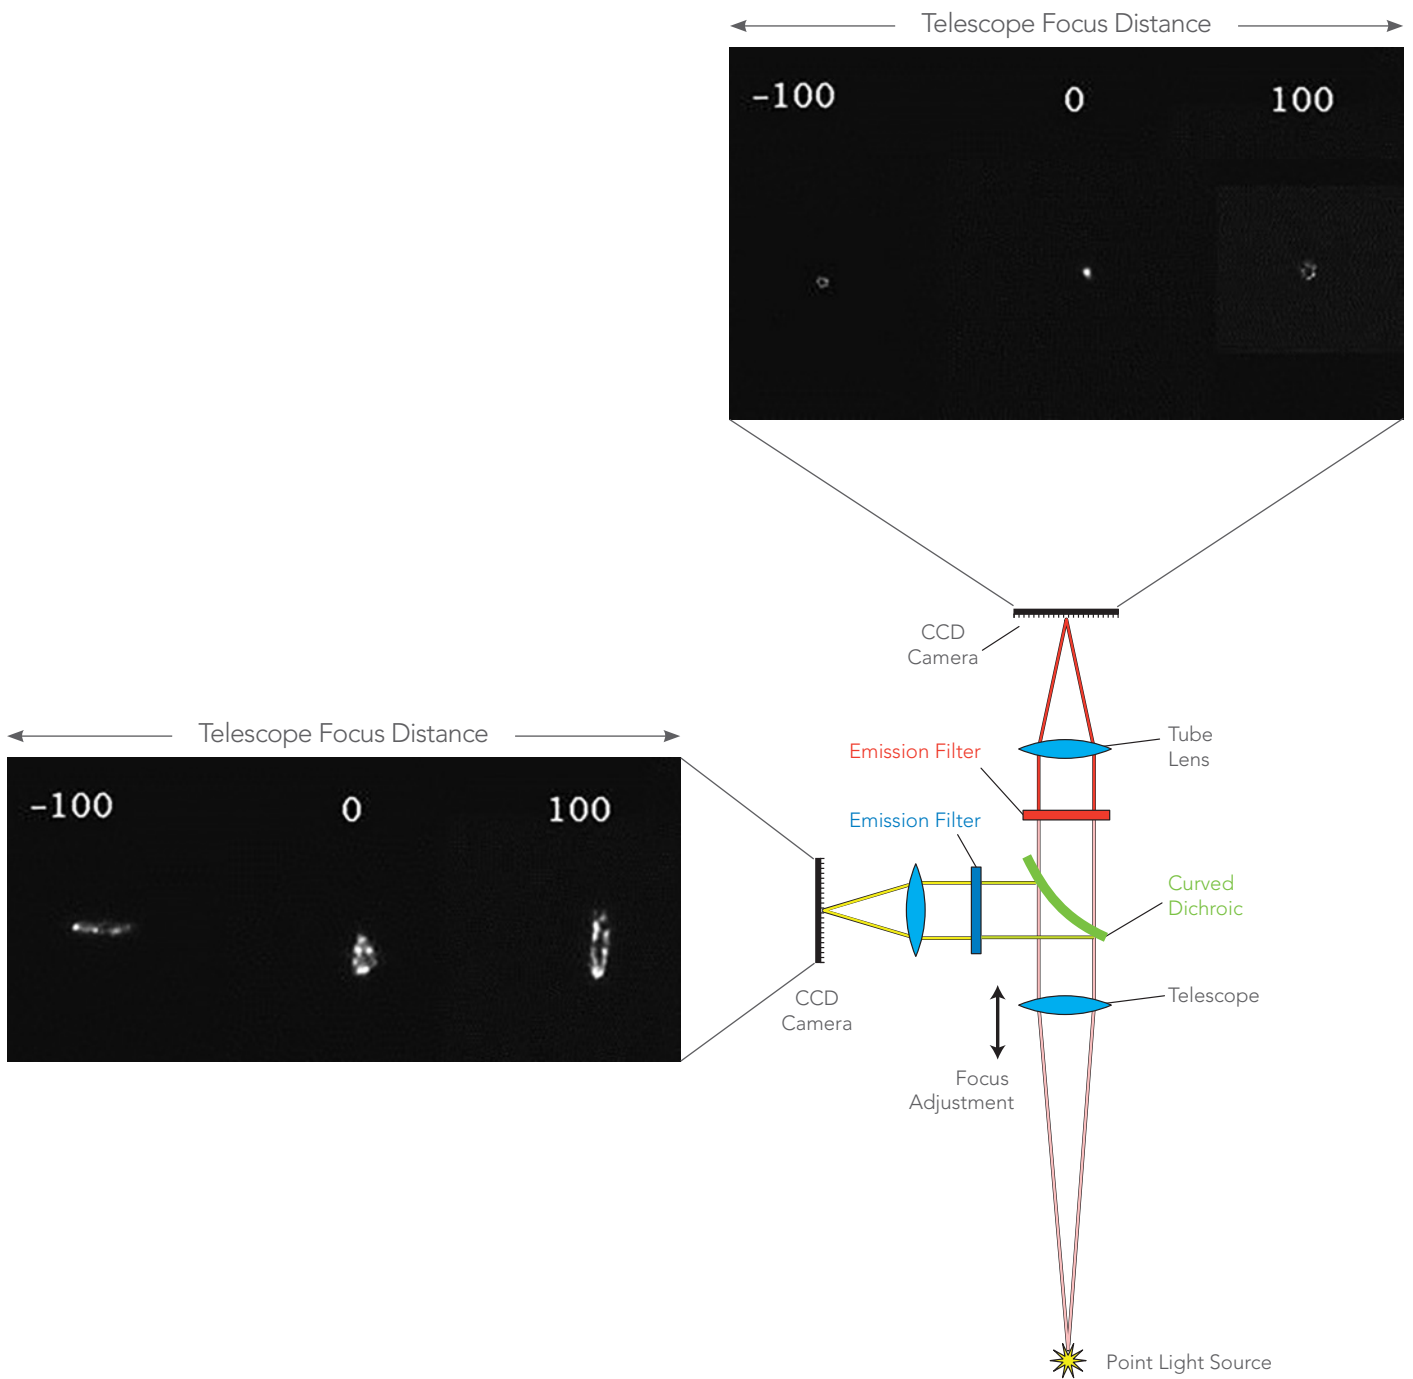 Telescope Focus Distance
-100 0 100
CCD
Camera
Tube
Lens
Emission Filter
Telescope Focus Distance
-100 0 100
Emission Filter
Curved
Dichroic
CCD
Camera
Telescope
Focus
Adjustment
Point Light Source